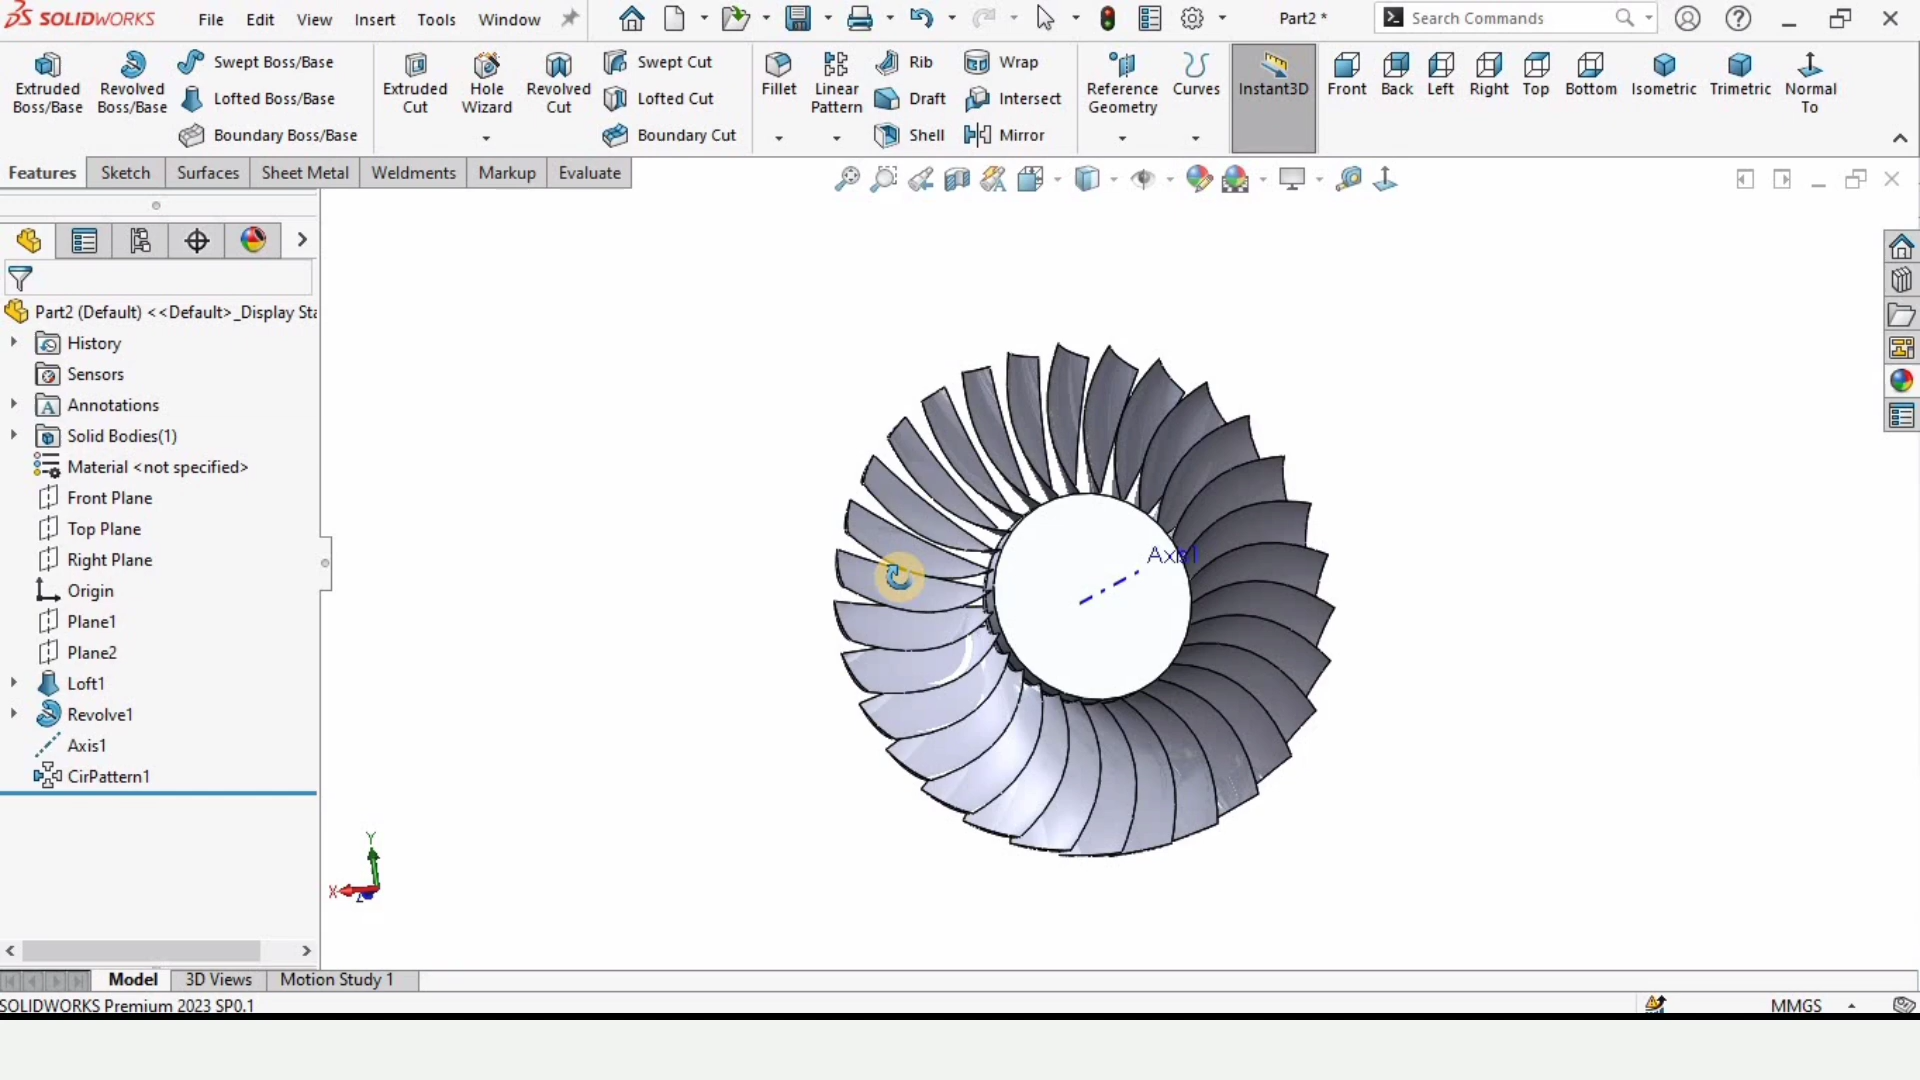 SOLIDWORKS File Edit View Insert Tools Window Part2 * Search Commands
Extruded Boss/Base
Revolved Boss/Base
Swept Boss/Base
Lofted Boss/Base
Boundary Boss/Base
Extruded Cut
Hole Wizard
Revolved Cut
Swept Cut
Lofted Cut
Boundary Cut
Fillet
Linear Pattern
Rib
Draft
Shell
Wrap
Intersect
Mirror
Reference Geometry
Curves
Instant3D
Front
Back
Left
Right
Top
Bottom
Isometric
Trimetric
Normal To
Features Sketch Surfaces Sheet Metal Weldments Markup Evaluate
Part2 (Default) <<Default>_Display Sta
History
Sensors
Annotations
Solid Bodies(1)
Material <not specified>
Front Plane
Top Plane
Right Plane
Origin
Plane1
Plane2
Loft1
Revolve1
Axis1
CirPattern1
Axis1
Y
X
Z
Model 3D Views Motion Study 1
SOLIDWORKS Premium 2023 SP0.1 MMGS